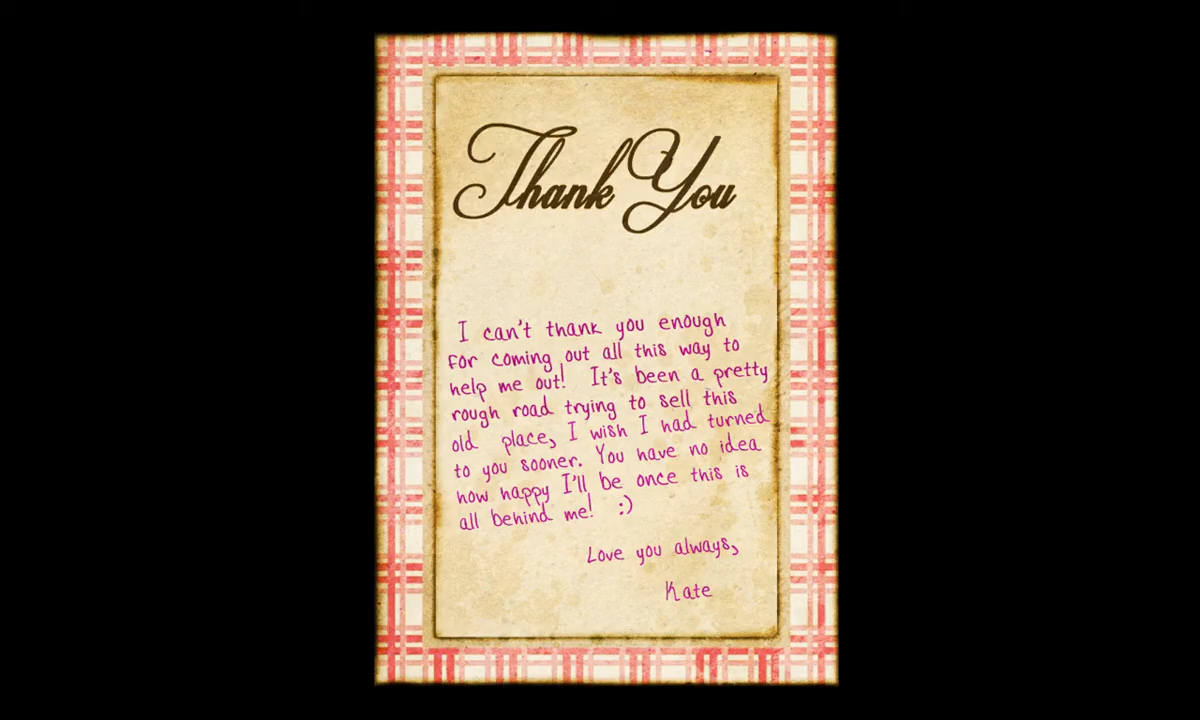 Thank You
I can't thank you enough
for coming out all this way to
help me out! It's been a pretty
rough road trying to sell this
old place, I wish I had turned
to you sooner. You have no idea
how happy I'll be once this is
all behind me! :)
Love you always,
Kate